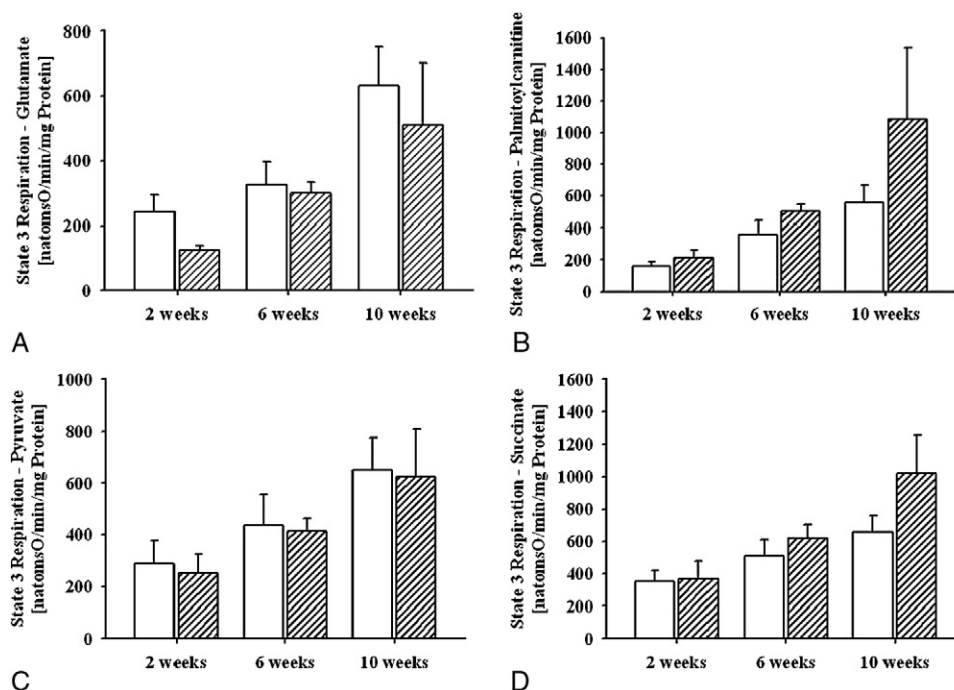 State 3 Respiration - Glutamate
[natomsO/min/mg Protein]
800
600
400
200
0
2 weeks 6 weeks 10 weeks
A
State 3 Respiration - Palmitoylcarnitine
[natomsO/min/mg Protein]
1600
1400
1200
1000
800
600
400
200
0
2 weeks 6 weeks 10 weeks
B
State 3 Respiration - Pyruvate
[natomsO/min/mg Protein]
1000
800
600
400
200
0
2 weeks 6 weeks 10 weeks
C
State 3 Respiration - Succinate
[natomsO/min/mg Protein]
1600
1400
1200
1000
800
600
400
200
0
2 weeks 6 weeks 10 weeks
D